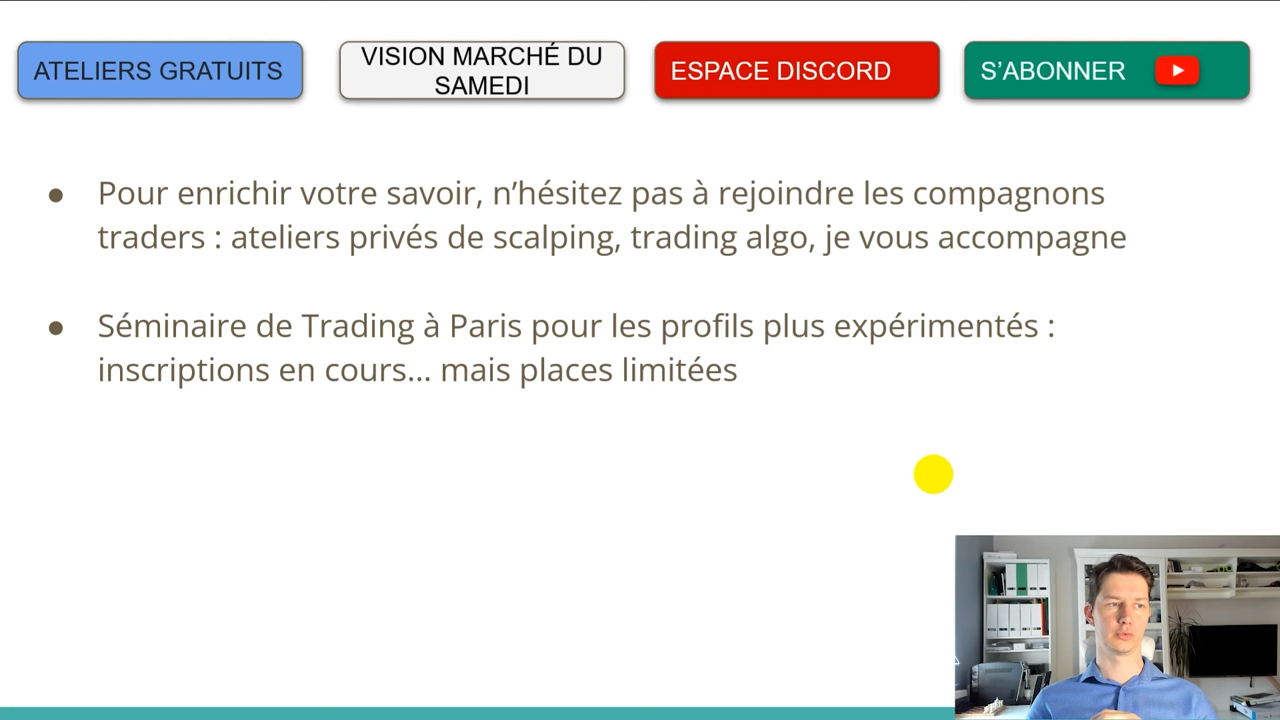 ATELIERS GRATUITS
VISION MARCHÉ DU
SAMEDI
ESPACE DISCORD
S’ABONNER
● Pour enrichir votre savoir, n’hésitez pas à rejoindre les compagnons
traders : ateliers privés de scalping, trading algo, je vous accompagne
● Séminaire de Trading à Paris pour les profils plus expérimentés :
inscriptions en cours... mais places limitées